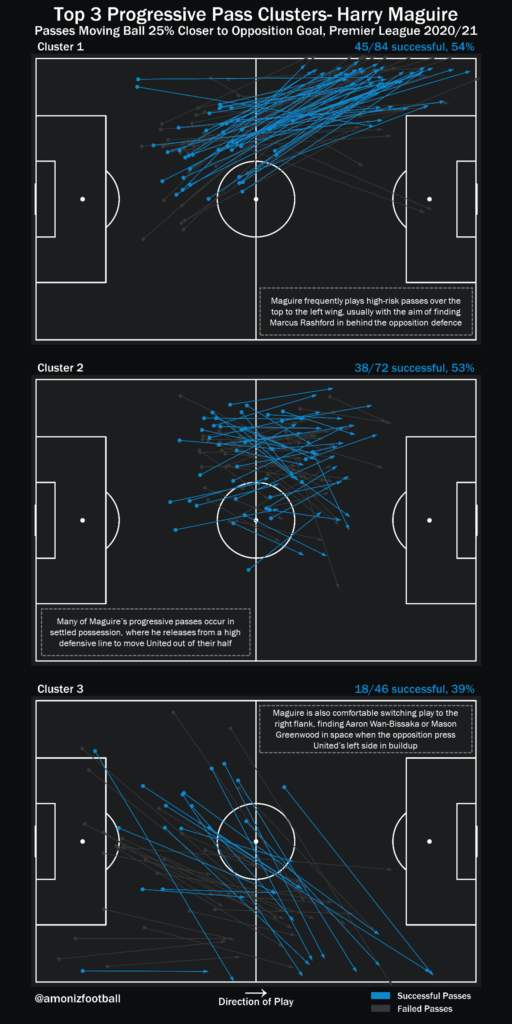 Top 3 Progressive Pass Clusters- Harry Maguire
Passes Moving Ball 25% Closer to Opposition Goal, Premier League 2020/21
Cluster 1
45/84 successful, 54%
Maguire frequently plays high-risk passes over the
top to the left wing, usually with the aim of finding
Marcus Rashford in behind the opposition defence
Cluster 2
38/72 successful, 53%
Many of Maguire's progressive passes occur in
settled possession, where he releases from a high
defensive line to move United out of their half
Cluster 3
18/46 successful, 39%
Maguire is also comfortable switching play to the
right flank, finding Aaron Wan-Bissaka or Mason
Greenwood in space when the opposition press
United's left side in buildup
@amonizfootball
Direction of Play
Successful Passes
Failed Passes